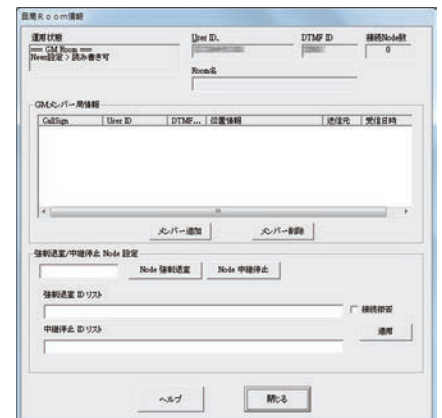 自局Room情報
運用状態
User ID.
DTMF ID
接続Node数
=== GM Room ===
News設定 > 読み書き可
0
Room名
GMメンバー局情報
CallSign
User ID
DTMF...
位置情報
送信元
受信日時
メンバー追加
メンバー削除
強制退室/中継停止 Node 設定
Node 強制退室
Node 中継停止
強制退室 ID リスト
接続拒否
中継停止 ID リスト
適用
ヘルプ
閉じる